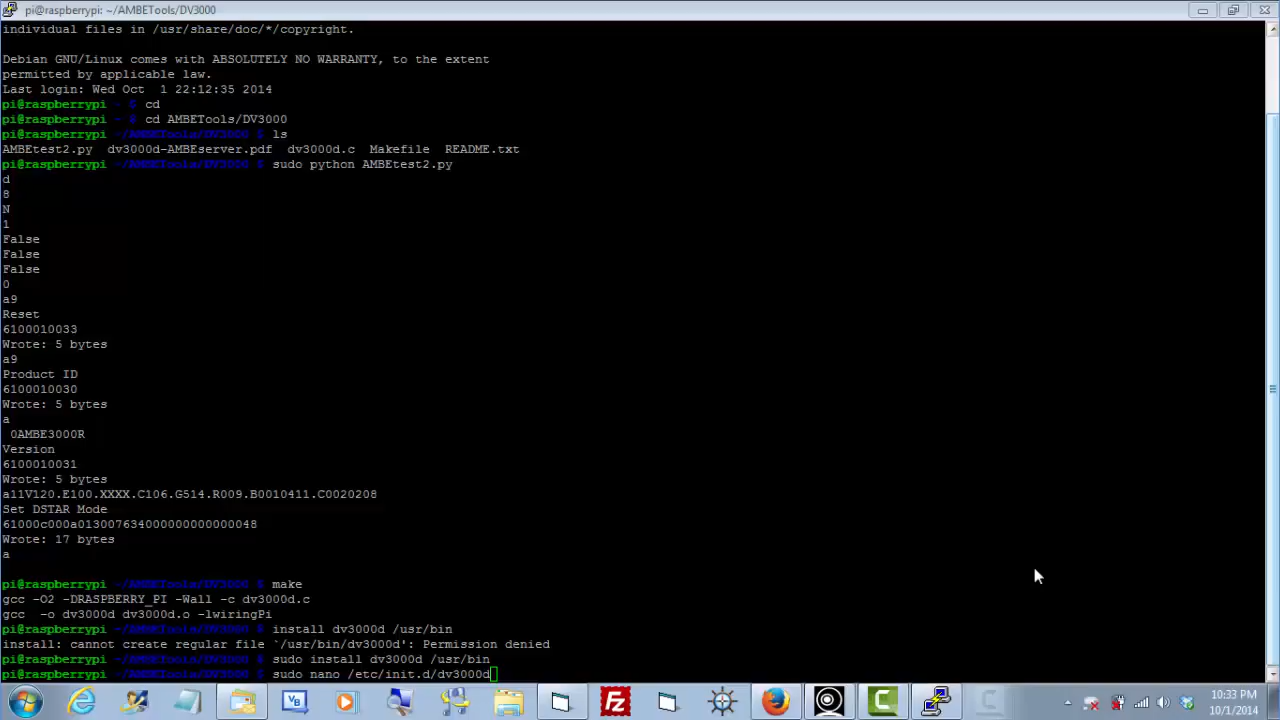 pi@raspberrypi: ~/AMBETools/DV3000
individual files in /usr/share/doc/*/copyright.
Debian GNU/Linux comes with ABSOLUTELY NO WARRANTY, to the extent
permitted by applicable law.
Last login: Wed Oct  1 22:12:35 2014
pi@raspberrypi ~ $ cd
pi@raspberrypi ~ $ cd AMBETools/DV3000
pi@raspberrypi ~/AMBETools/DV3000 $ ls
AMBEtest2.py  dv3000d-AMBEserver.pdf  dv3000d.c  Makefile  README.txt
pi@raspberrypi ~/AMBETools/DV3000 $ sudo python AMBEtest2.py
d
8
N
1
False
False
False
0
a9
Reset
6100010033
Wrote: 5 bytes
a9
Product ID
6100010030
Wrote: 5 bytes
a
0AMBE3000R
Version
6100010031
Wrote: 5 bytes
a11V120.E100.XXXX.C106.G514.R009.B0010411.C0020208
Set DSTAR Mode
61000c000a013007634000000000000048
Wrote: 17 bytes
a
pi@raspberrypi ~/AMBETools/DV3000 $ make
gcc -O2 -DRASPBERRY_PI -Wall -c dv3000d.c
gcc  -o dv3000d dv3000d.o -lwiringPi
pi@raspberrypi ~/AMBETools/DV3000 $ install dv3000d /usr/bin
install: cannot create regular file `/usr/bin/dv3000d': Permission denied
pi@raspberrypi ~/AMBETools/DV3000 $ sudo install dv3000d /usr/bin
pi@raspberrypi ~/AMBETools/DV3000 $ sudo nano /etc/init.d/dv3000d
VB
FZ
10:33 PM
10/1/2014